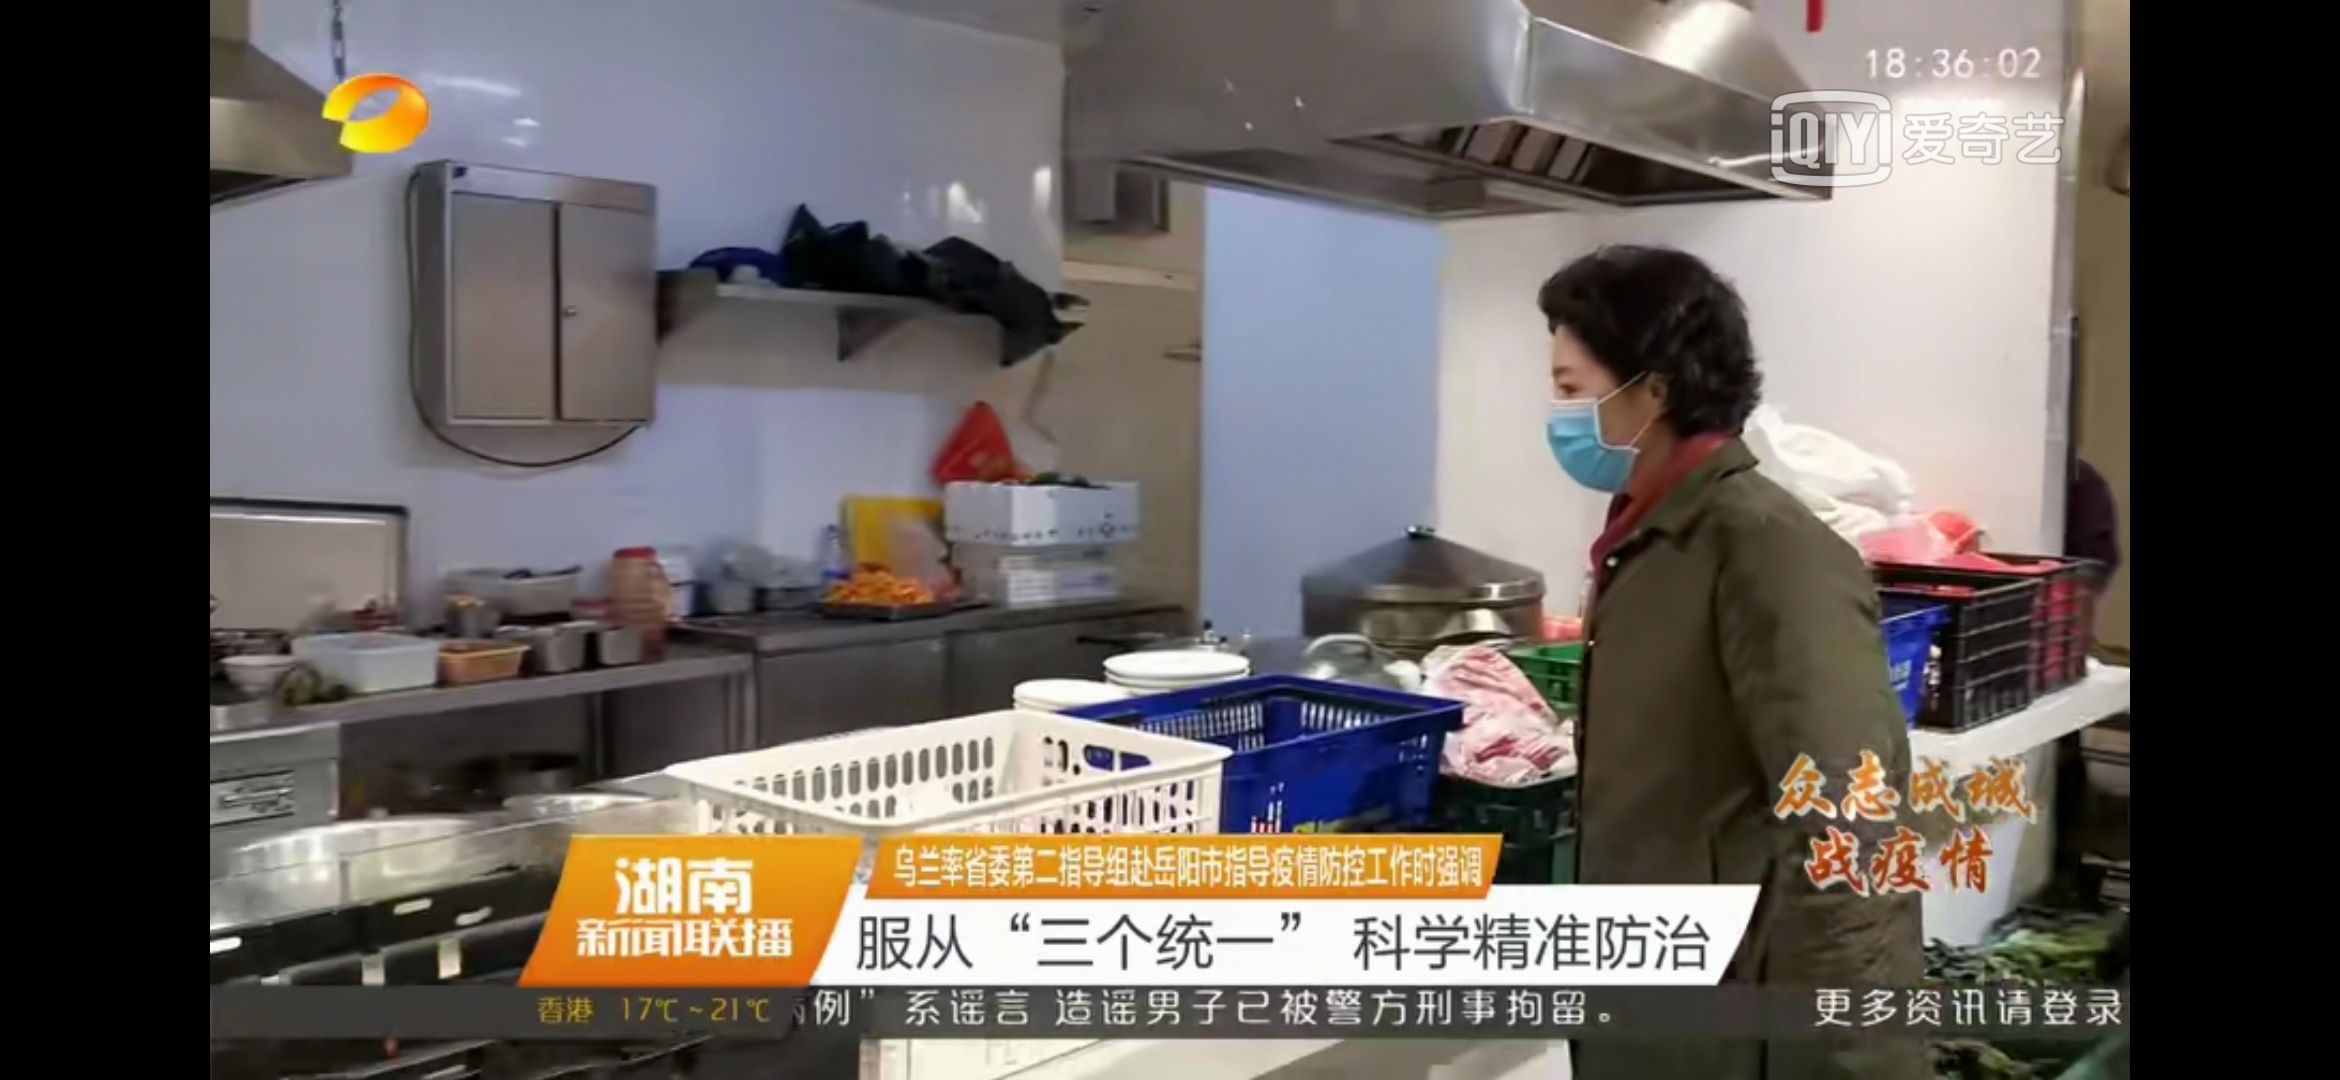 18:36:02
iQIYI 爱奇艺
众志成城
战疫情
乌兰率省委第二指导组赴岳阳市指导疫情防控工作时强调
湖南
新闻联播
服从“三个统一” 科学精准防治
香港 17℃~21℃
例”系谣言 造谣男子已被警方刑事拘留。 更多资讯请登录